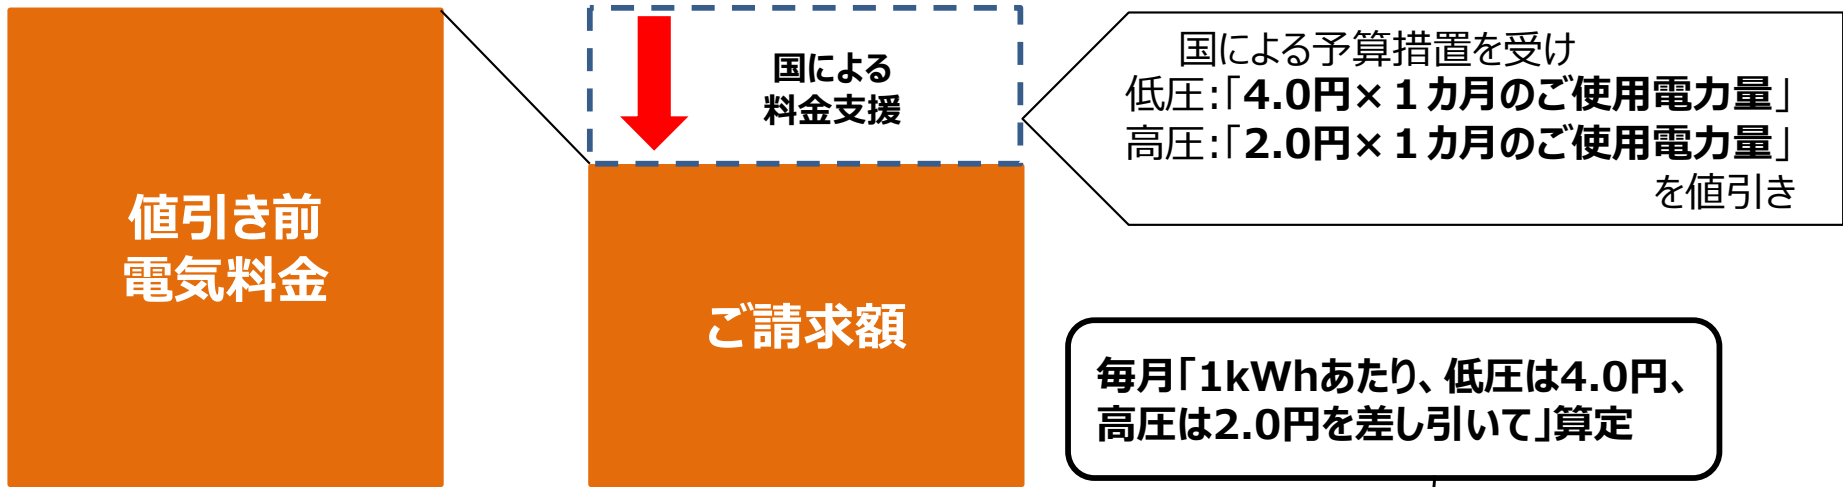 値引き前
電気料金
国による
料金支援
ご請求額
国による予算措置を受け
低圧:「4.0円×１カ月のご使用電力量」
高圧:「2.0円×１カ月のご使用電力量」
を値引き
毎月「1kWhあたり、低圧は4.0円、
高圧は2.0円を差し引いて」算定